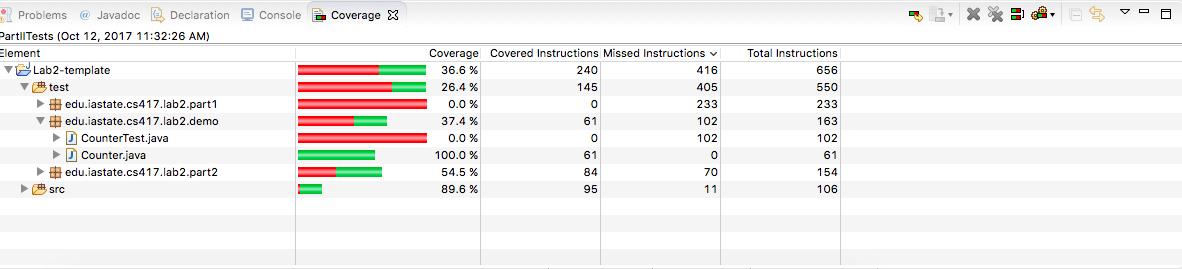 Problems @ Javadoc Declaration Console Coverage
PartIITests (Oct 12, 2017 11:32:26 AM)
Element Coverage Covered Instructions Missed Instructions Total Instructions
Lab2-template 36.6 % 240 416 656
test 26.4 % 145 405 550
edu.iastate.cs417.lab2.part1 0.0 % 0 233 233
edu.iastate.cs417.lab2.demo 37.4 % 61 102 163
CounterTest.java 0.0 % 0 102 102
Counter.java 100.0 % 61 0 61
edu.iastate.cs417.lab2.part2 54.5 % 84 70 154
src 89.6 % 95 11 106